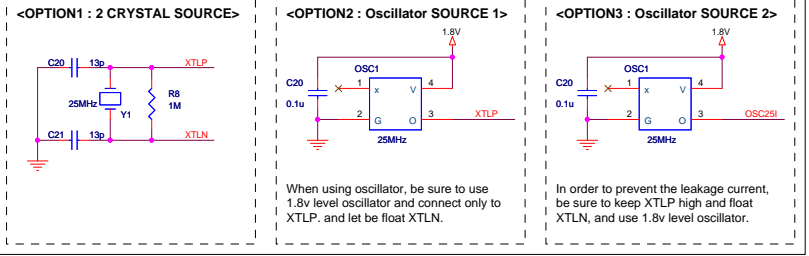 <OPTION1 : 2 CRYSTAL SOURCE>
C20 13p XTLP
25MHz
Y1
R8
1M
C21 13p XTLN
<OPTION2 : Oscillator SOURCE 1>
1.8V
OSC1
C20
0.1u
1 x V 4
2 G O 3 XTLP
25MHz
When using oscillator, be sure to use
1.8v level oscillator and connect only to
XTLP. and let be float XTLN.
<OPTION3 : Oscillator SOURCE 2>
1.8V
OSC1
C20
0.1u
1 x V 4
2 G O 3 OSC25I
25MHz
In order to prevent the leakage current,
be sure to keep XTLP high and float
XTLN, and use 1.8v level oscillator.